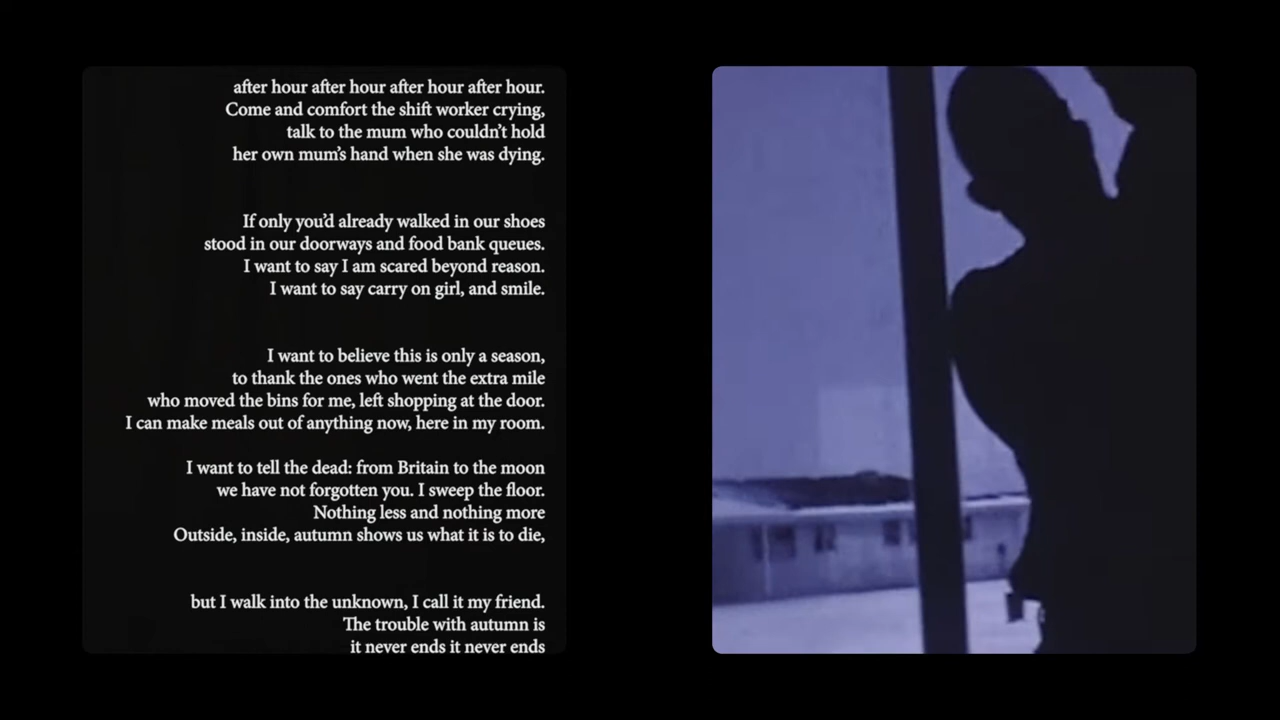 after hour after hour after hour after hour.
Come and comfort the shift worker crying,
talk to the mum who couldn't hold
her own mum's hand when she was dying.
If only you'd already walked in our shoes
stood in our doorways and food bank queues.
I want to say I am scared beyond reason.
I want to say carry on girl, and smile.
I want to believe this is only a season,
to thank the ones who went the extra mile
who moved the bins for me, left shopping at the door.
I can make meals out of anything now, here in my room.
I want to tell the dead: from Britain to the moon
we have not forgotten you. I sweep the floor.
Nothing less and nothing more
Outside, inside, autumn shows us what it is to die,
but I walk into the unknown, I call it my friend.
The trouble with autumn is
it never ends it never ends